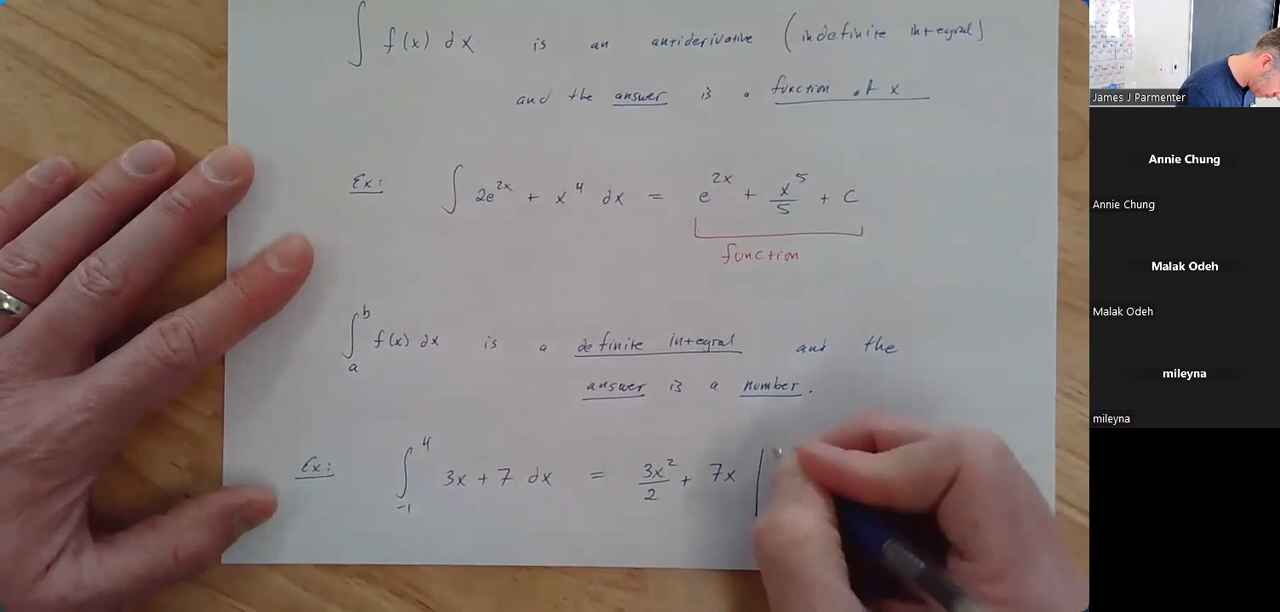 ∫ f(x) dx is an antiderivative (indefinite integral)
and the answer is a function of x
Ex: ∫ 2e^{2x} + x^4 dx = e^{2x} + x^5/5 + C
function
∫_a^b f(x) dx is a definite integral and the
answer is a number.
Ex: ∫_{-1}^4 3x + 7 dx = 3x^2/2 + 7x |
James J Parmenter
Annie Chung
Annie Chung
Malak Odeh
Malak Odeh
mileyna
mileyna